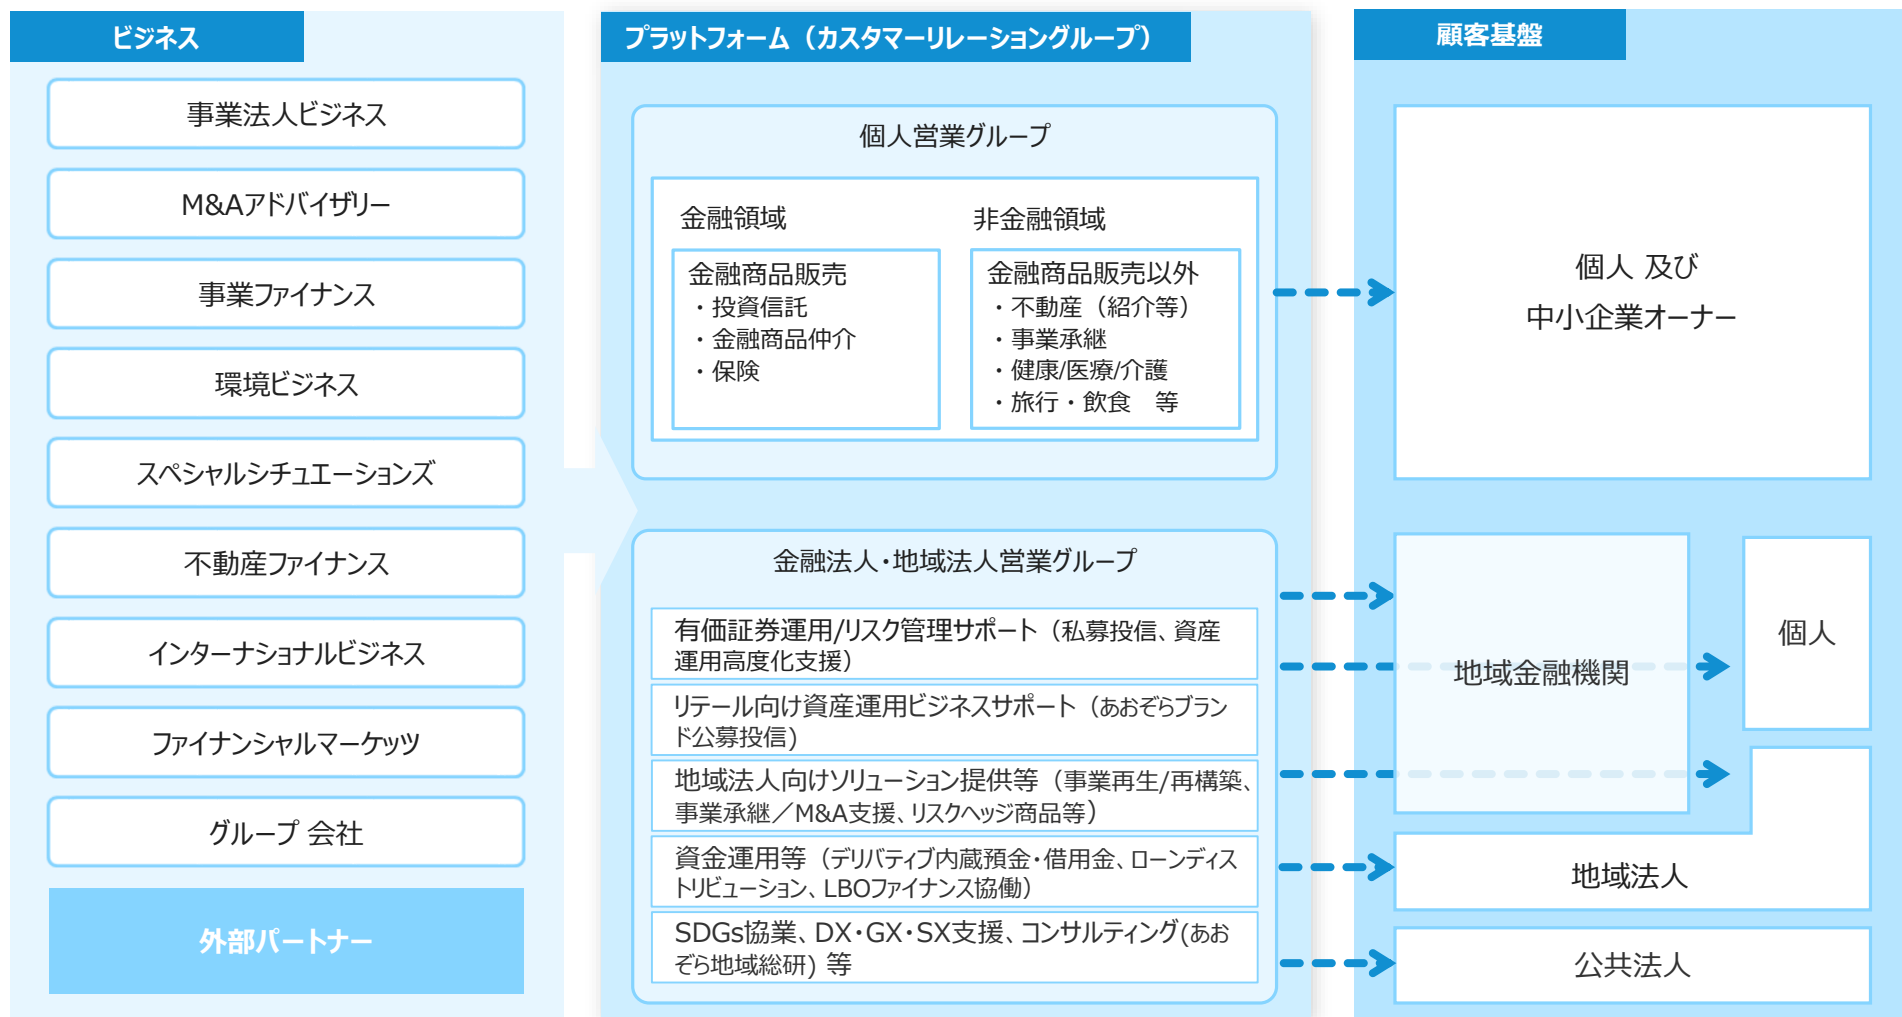 ビジネス
事業法人ビジネス
M&Aアドバイザリー
事業ファイナンス
環境ビジネス
スペシャルシチュエーションズ
不動産ファイナンス
インターナショナルビジネス
ファイナンシャルマーケッツ
グループ 会社
外部パートナー
プラットフォーム（カスタマーリレーショングループ）
個人営業グループ
金融領域
金融商品販売
・投資信託
・金融商品仲介
・保険
非金融領域
金融商品販売以外
・不動産（紹介等）
・事業承継
・健康/医療/介護
・旅行・飲食　等
金融法人・地域法人営業グループ
有価証券運用/リスク管理サポート（私募投信、資産
運用高度化支援）
リテール向け資産運用ビジネスサポート（あおぞらブラン
ド公募投信)
地域法人向けソリューション提供等（事業再生/再構築、
事業承継／M&A支援、リスクヘッジ商品等）
資金運用等（デリバティブ内蔵預金・借用金、ローンディス
トリビューション、LBOファイナンス協働）
SDGs協業、DX・GX・SX支援、コンサルティング(あお
ぞら地域総研) 等
顧客基盤
個人 及び
中小企業オーナー
地域金融機関
個人
地域法人
公共法人